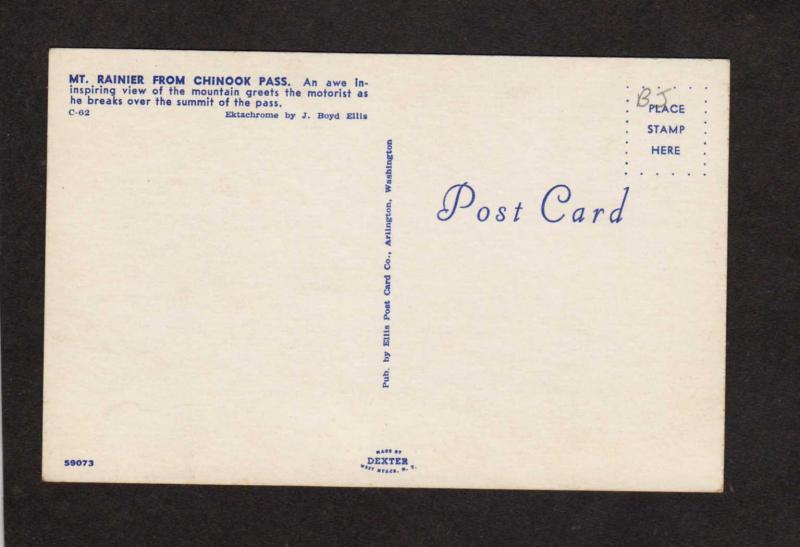 MT. RAINIER FROM CHINOOK PASS. An awe in-
inspiring view of the mountain greets the motorist as
he breaks over the summit of the pass.
C-62 Ektachrome by J. Boyd Ellis
Pub. by Ellis Post Card Co., Arlington, Washington
BJ
PLACE
STAMP
HERE
Post Card
59073
MADE BY
DEXTER
WEST NYACK, N. Y.